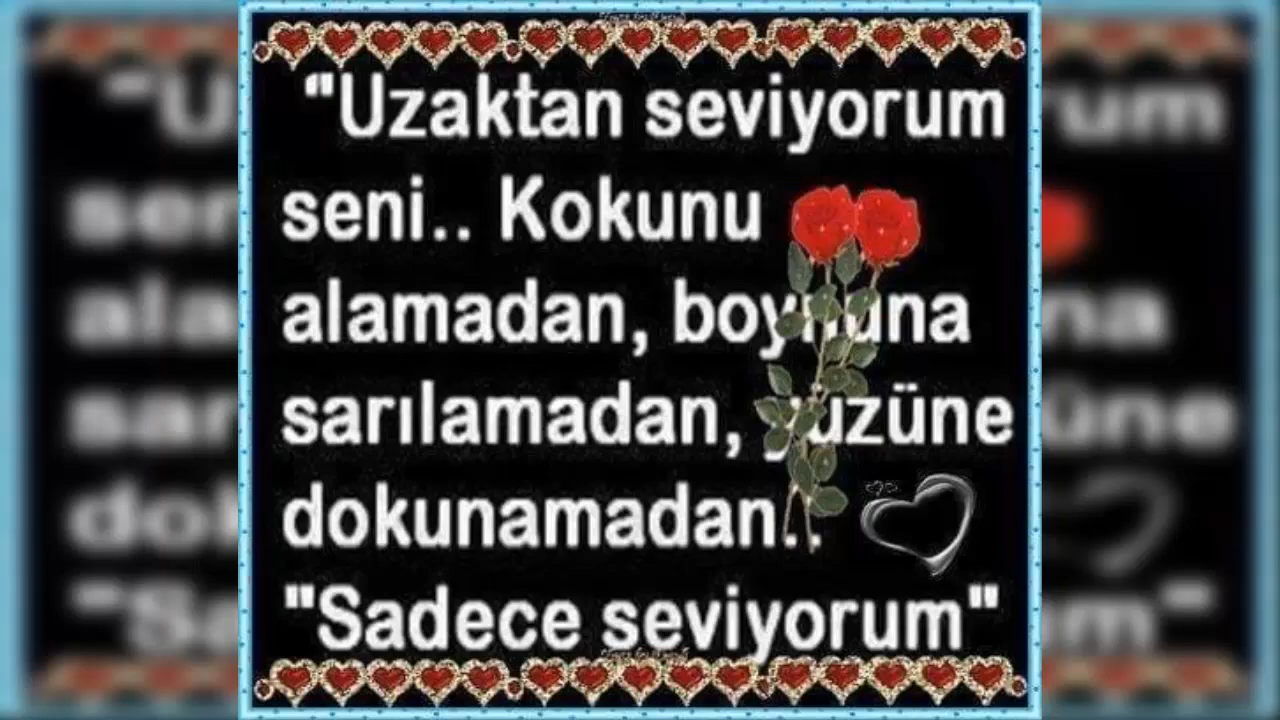 "Uzaktan seviyorum
seni.. Kokunu
alamadan, boynuna
sarılamadan, yüzüne
dokunamadan..
"Sadece seviyorum"